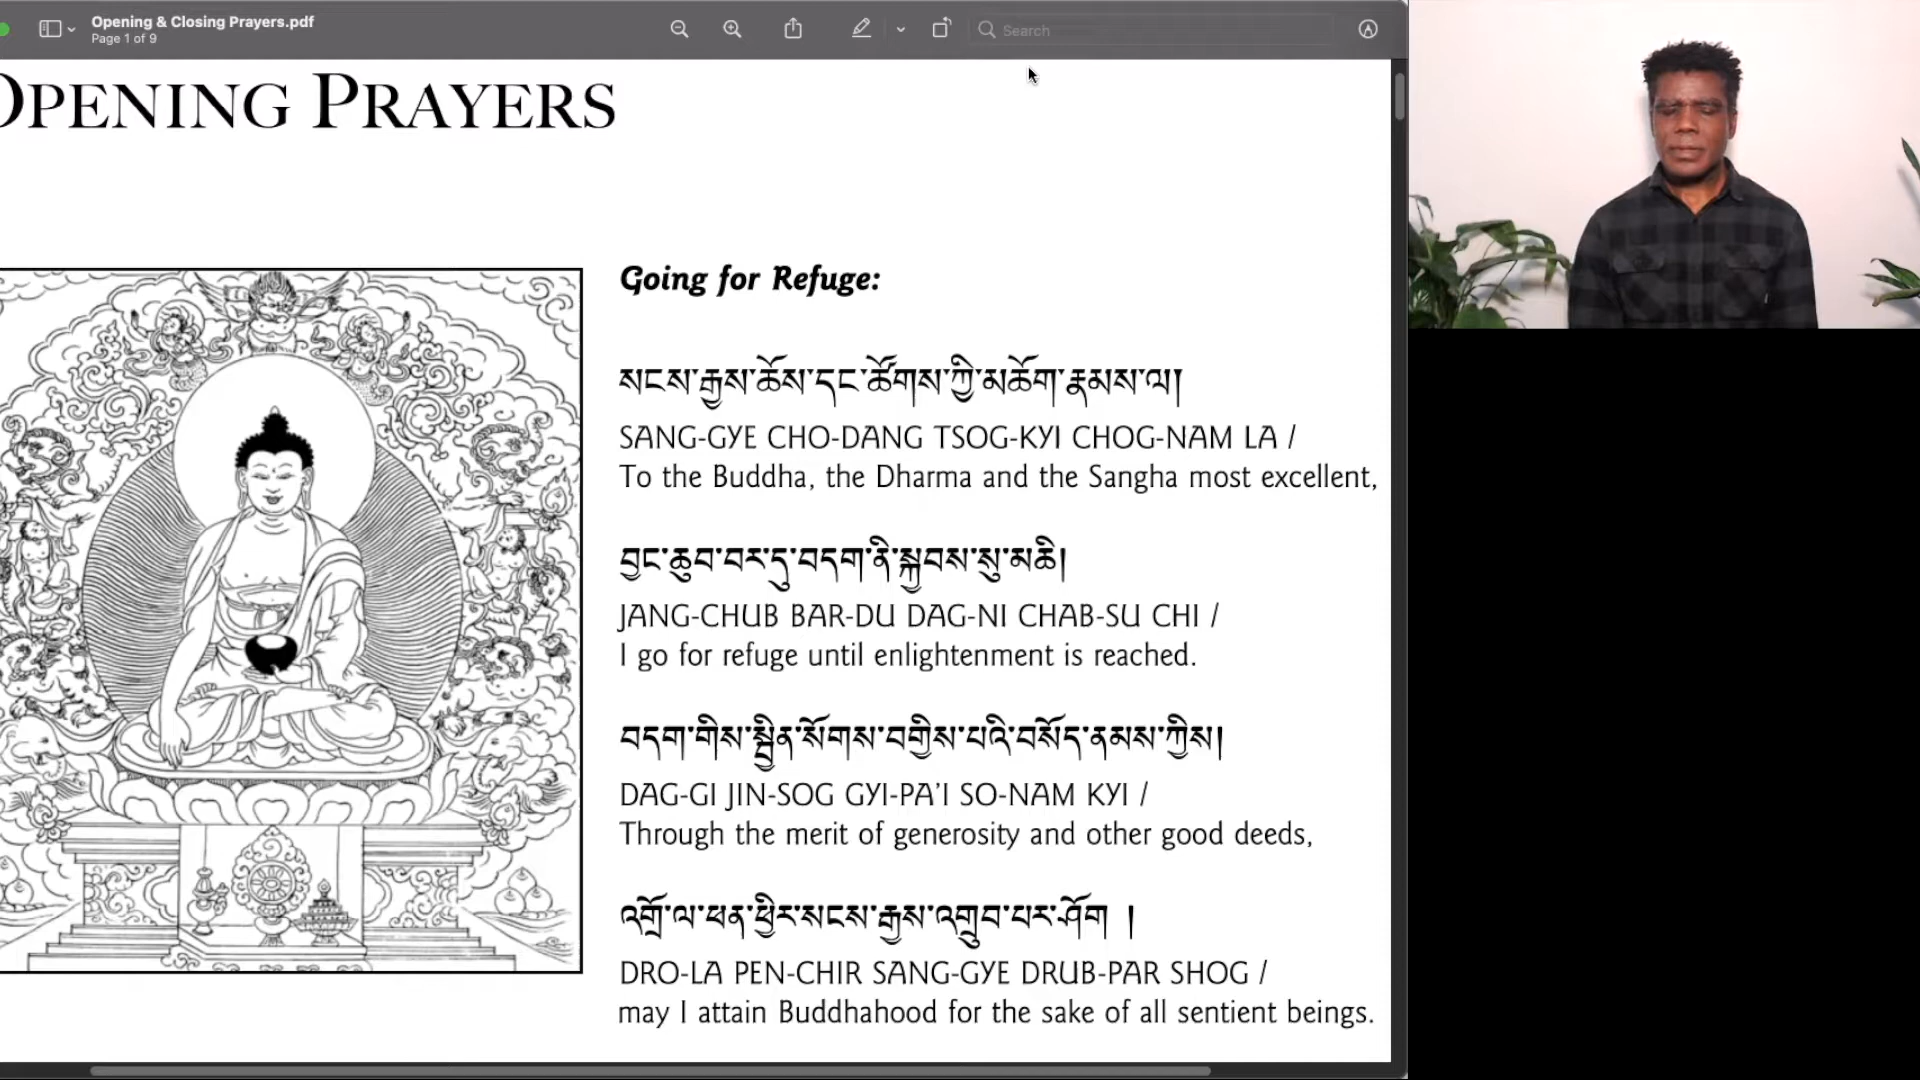 Opening & Closing Prayers.pdf
Page 1 of 9
Search
OPENING PRAYERS
Going for Refuge:
སངས་རྒྱས་ཆོས་དང་ཚོགས་ཀྱི་མཆོག་རྣམས་ལ།
SANG-GYE CHO-DANG TSOG-KYI CHOG-NAM LA /
To the Buddha, the Dharma and the Sangha most excellent,
བྱང་ཆུབ་བར་དུ་བདག་ནི་སྐྱབས་སུ་མཆི།
JANG-CHUB BAR-DU DAG-NI CHAB-SU CHI /
I go for refuge until enlightenment is reached.
བདག་གིས་སྦྱིན་སོགས་བགྱིས་པའི་བསོད་ནམས་ཀྱིས།
DAG-GI JIN-SOG GYI-PA'I SO-NAM KYI /
Through the merit of generosity and other good deeds,
འགྲོ་ལ་ཕན་ཕྱིར་སངས་རྒྱས་འགྲུབ་པར་ཤོག །
DRO-LA PEN-CHIR SANG-GYE DRUB-PAR SHOG /
may I attain Buddhahood for the sake of all sentient beings.